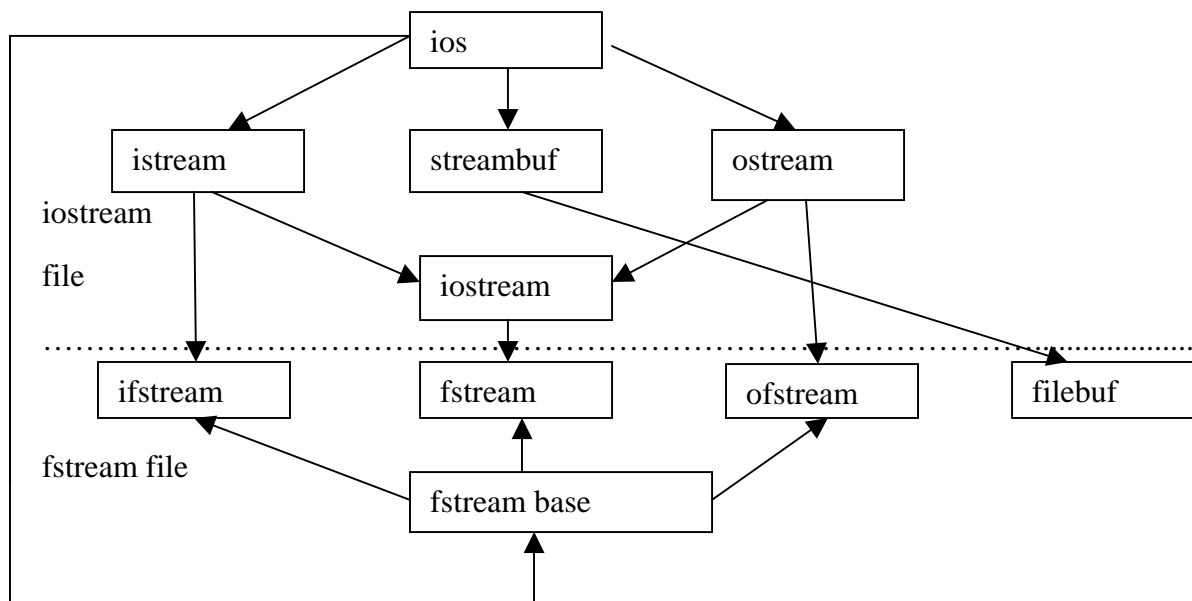 ios
istream
streambuf
ostream
iostream
file
iostream
ifstream
fstream
ofstream
filebuf
fstream file
fstream base